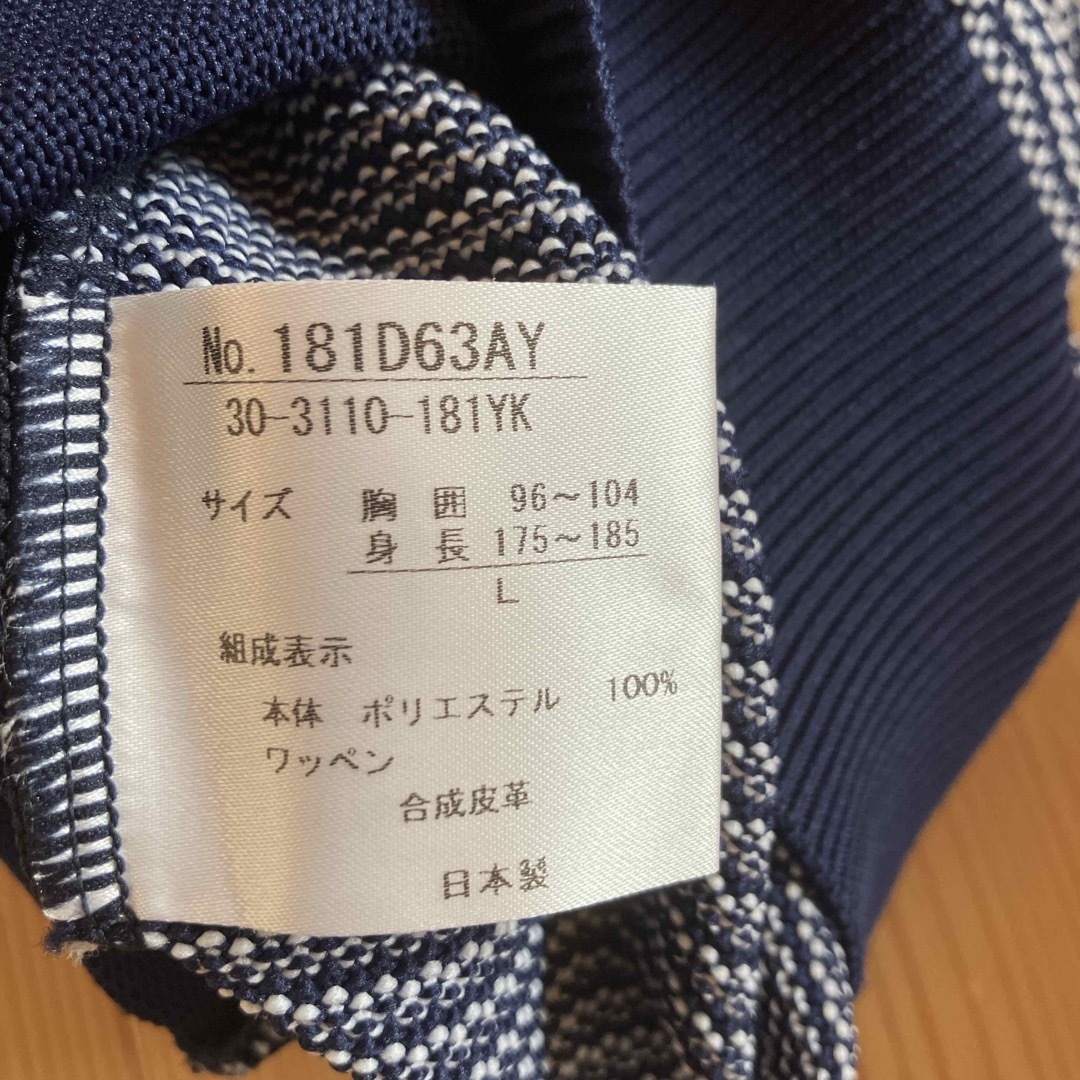 No. 181D63AY
30-3110-181YK
サイズ 胸囲 96〜104
身長 175〜185
L
組成表示
本体 ポリエステル 100%
ワッペン
合成皮革
日本製